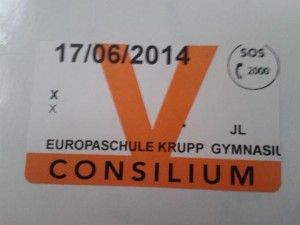 17/06/2014
V
SOS
2000
X
X
JL
EUROPASCHULE KRUPP GYMNASIU
CONSILIUM